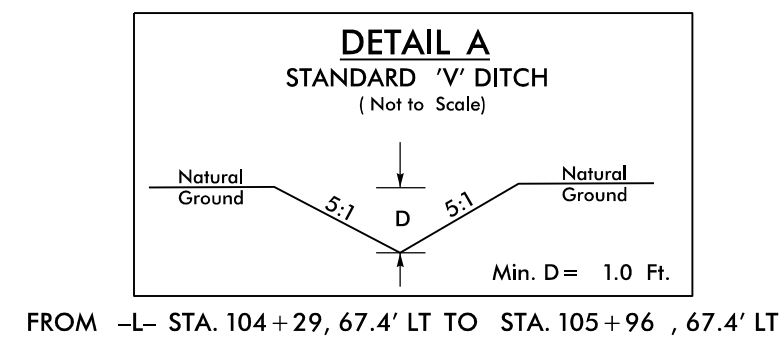 DETAIL A
STANDARD 'V' DITCH
( Not to Scale)
Natural
Ground
5:1
D
5:1
Natural
Ground
Min. D = 1.0 Ft.
FROM -L- STA. 104+29, 67.4' LT TO STA. 105+96 , 67.4' LT